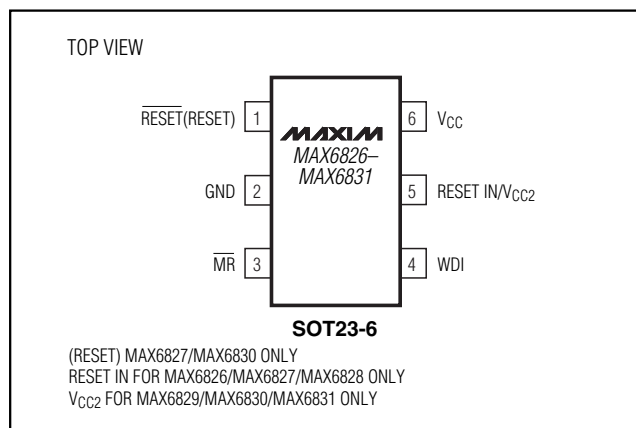 TOP VIEW
RESET(RESET) 1
MAXIM
6 VCC
MAX6826–
MAX6831
GND 2
5 RESET IN/VCC2
MR 3
4 WDI
SOT23-6
(RESET) MAX6827/MAX6830 ONLY
RESET IN FOR MAX6826/MAX6827/MAX6828 ONLY
VCC2 FOR MAX6829/MAX6830/MAX6831 ONLY